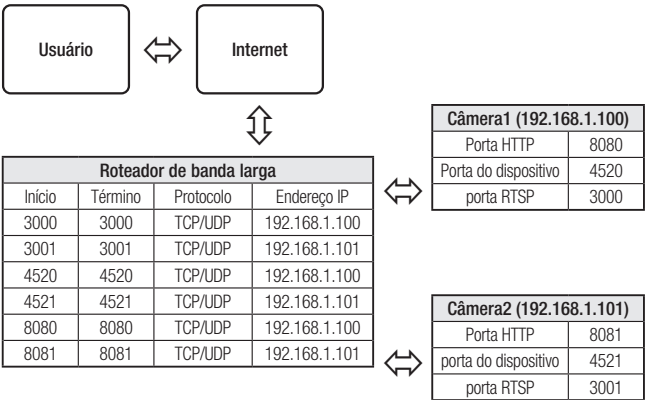 Usuário
Internet
Roteador de banda larga
Início Término Protocolo Endereço IP
3000 3000 TCP/UDP 192.168.1.100
3001 3001 TCP/UDP 192.168.1.101
4520 4520 TCP/UDP 192.168.1.100
4521 4521 TCP/UDP 192.168.1.101
8080 8080 TCP/UDP 192.168.1.100
8081 8081 TCP/UDP 192.168.1.101
Câmera1 (192.168.1.100)
Porta HTTP 8080
Porta do dispositivo 4520
porta RTSP 3000
Câmera2 (192.168.1.101)
Porta HTTP 8081
porta do dispositivo 4521
porta RTSP 3001